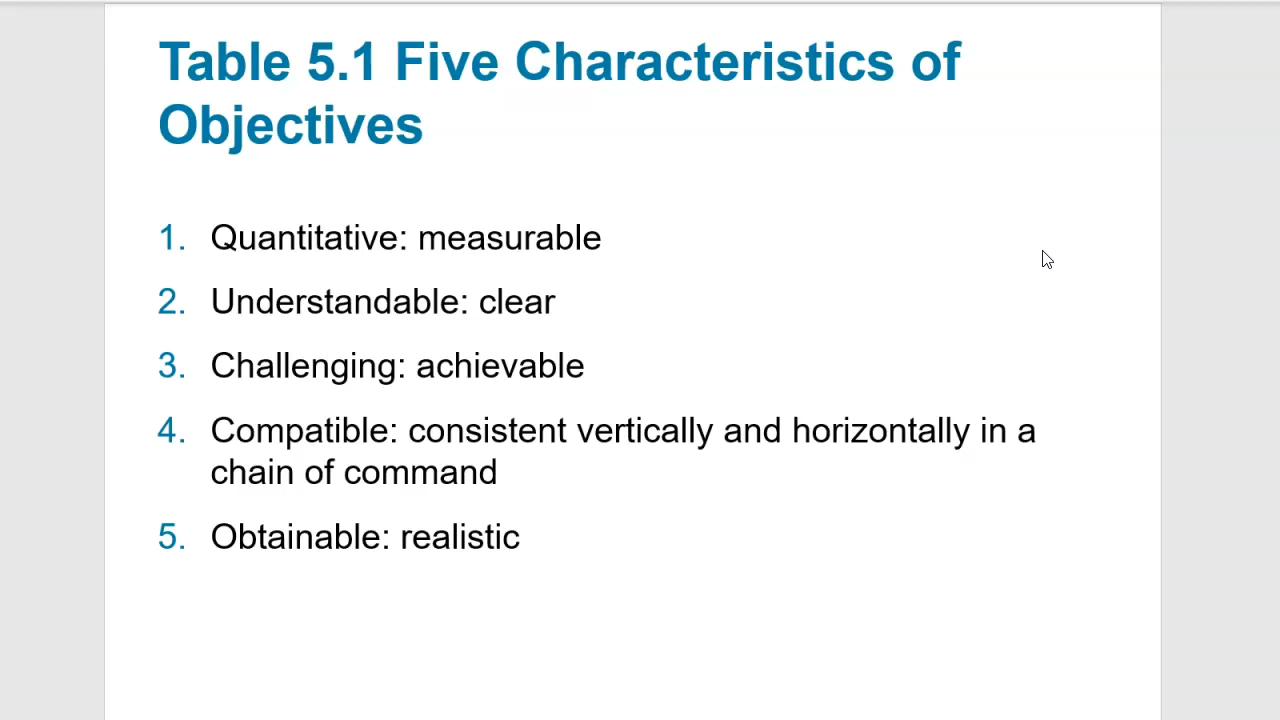 Table 5.1 Five Characteristics of
Objectives
1. Quantitative: measurable
2. Understandable: clear
3. Challenging: achievable
4. Compatible: consistent vertically and horizontally in a
chain of command
5. Obtainable: realistic